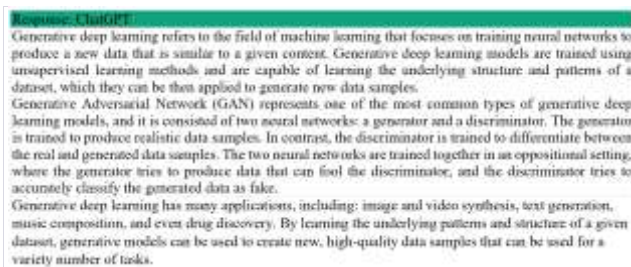 Response: ChatGPT
Generative deep learning refers to the field of machine learning that focuses on training neural networks to
produce a new data that is similar to a given content. Generative deep learning models are trained using
unsupervised learning methods and are capable of learning the underlying structure and patterns of a
dataset, which they can be then applied to generate new data samples.
Generative Adversarial Network (GAN) represents one of the most common types of generative deep
learning models, and it is consisted of two neural networks: a generator and a discriminator. The generator
is trained to produce realistic data samples. In contrast, the discriminator is trained to differentiate between
the real and generated data samples. The two neural networks are trained together in an oppositional setting,
where the generator tries to produce data that can fool the discriminator, and the discriminator tries to
accurately classify the generated data as fake.
Generative deep learning has many applications, including: image and video synthesis, text generation,
music composition, and even drug discovery. By learning the underlying patterns and structure of a given
dataset, generative models can be used to create new, high-quality data samples that can be used for a
variety number of tasks.